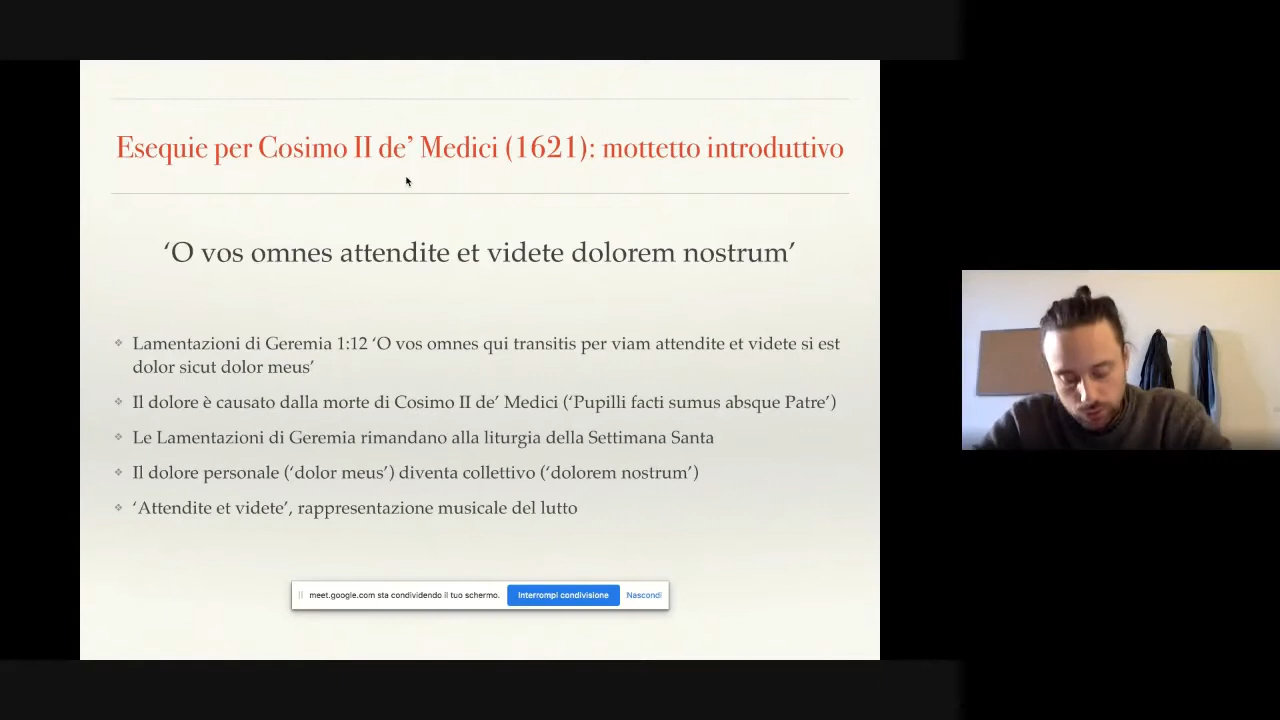 Esequie per Cosimo II de’ Medici (1621): mottetto introduttivo
‘O vos omnes attendite et videte dolorem nostrum’
Lamentazioni di Geremia 1:12 ‘O vos omnes qui transitis per viam attendite et videte si est
dolor sicut dolor meus’
Il dolore è causato dalla morte di Cosimo II de’ Medici (‘Pupilli facti sumus absque Patre’)
Le Lamentazioni di Geremia rimandano alla liturgia della Settimana Santa
Il dolore personale (‘dolor meus’) diventa collettivo (‘dolorem nostrum’)
‘Attendite et videte’, rappresentazione musicale del lutto
meet.google.com sta condividendo il tuo schermo. Interrompi condivisione Nascondi